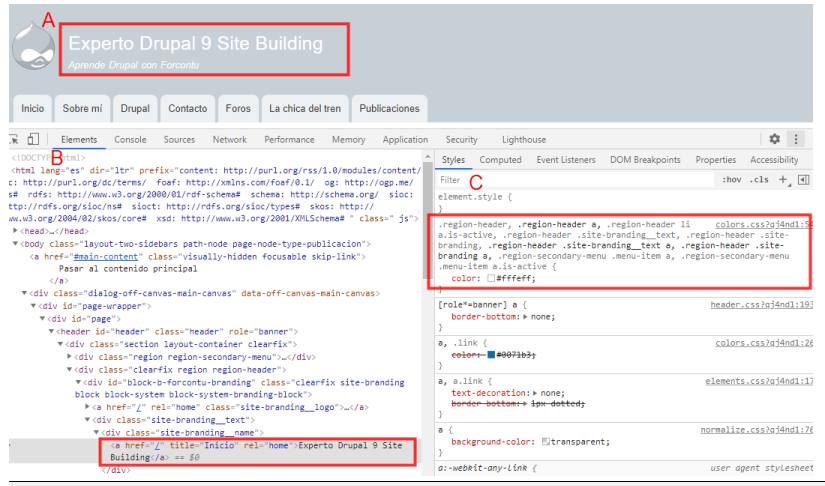 A
Experto Drupal 9 Site Building
Aprende Drupal con Forcontu
Inicio Sobre mí Drupal Contacto Foros La chica del tren Publicaciones
Elements Console Sources Network Performance Memory Application Security Lighthouse
B
<!DOCTYPE html>
<html lang="es" dir="ltr" prefix="content: http://purl.org/rss/1.0/modules/content/
c: http://purl.org/dc/terms/ foaf: http://xmlns.com/foaf/0.1/ og: http://ogp.me/
s# rdfs: http://www.w3.org/2000/01/rdf-schema# schema: http://schema.org/ sioc:
ttp://rdfs.org/sioc/ns# sioct: http://rdfs.org/sioc/types# skos: http://
ww.w3.org/2004/02/skos/core# xsd: http://www.w3.org/2001/XMLSchema# " class=" js">
<head>…</head>
<body class="layout-two-sidebars path-node page-node-type-publicacion">
<a href="#main-content" class="visually-hidden focusable skip-link">
Pasar al contenido principal
</a>
<div class="dialog-off-canvas-main-canvas" data-off-canvas-main-canvas>
<div id="page-wrapper">
<div id="page">
<header id="header" class="header" role="banner">
<div class="section layout-container clearfix">
<div class="region region-secondary-menu">…</div>
<div class="clearfix region region-header">
<div id="block-b-forcontu-branding" class="clearfix site-branding
block block-system block-system-branding-block">
<a href="/" rel="home" class="site-branding__logo">…</a>
<div class="site-branding__text">
<div class="site-branding__name">
<a href="/" title="Inicio" rel="home">Experto Drupal 9 Site
Building</a> == $0
</div>
Styles Computed Event Listeners DOM Breakpoints Properties Accessibility
Filter C :hov .cls +
element.style {
}
.region-header, .region-header a, .region-header li colors.css?qj4nd1:54
a.is-active, .region-header .site-branding__text, .region-header .site-
branding, .region-header .site-branding__text a, .region-header .site-
branding a, .region-secondary-menu .menu-item a, .region-secondary-menu
.menu-item a.is-active {
color: #fffeff;
}
[role*=banner] a { header.css?qj4nd1:193
border-bottom: none;
}
a, .link { colors.css?qj4nd1:26
color: #0071b3;
}
a, a.link { elements.css?qj4nd1:17
text-decoration: none;
border-bottom: 1px dotted;
}
a { normalize.css?qj4nd1:76
background-color: transparent;
}
a:-webkit-any-link { user agent stylesheet